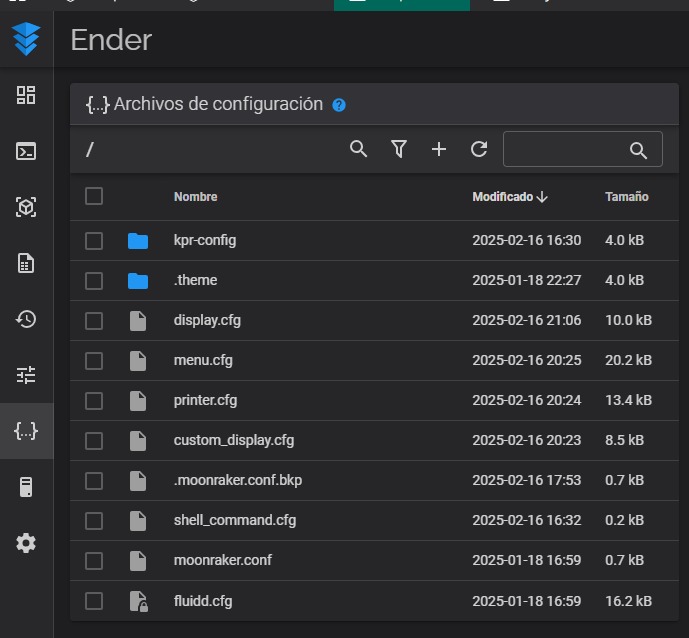 Ender
{...} Archivos de configuración ?
/
Nombre Modificado ↓ Tamaño
kpr-config 2025-02-16 16:30 4.0 kB
.theme 2025-01-18 22:27 4.0 kB
display.cfg 2025-02-16 21:06 10.0 kB
menu.cfg 2025-02-16 20:25 20.2 kB
printer.cfg 2025-02-16 20:24 13.4 kB
custom_display.cfg 2025-02-16 20:23 8.5 kB
.moonraker.conf.bkp 2025-02-16 17:53 0.7 kB
shell_command.cfg 2025-02-16 16:32 0.2 kB
moonraker.conf 2025-01-18 16:59 0.7 kB
fluidd.cfg 2025-01-18 16:59 16.2 kB